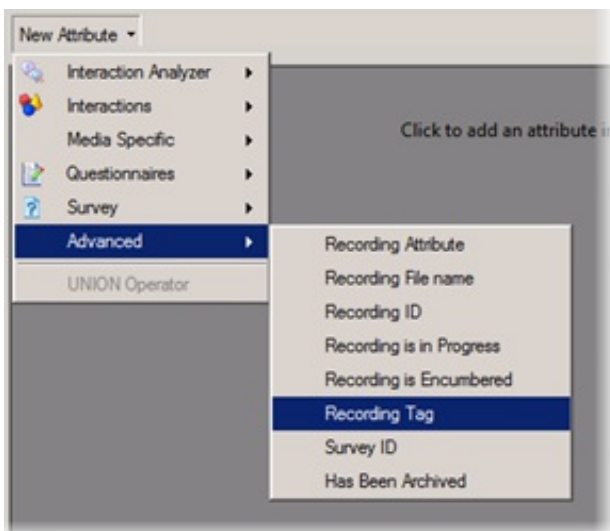 New Attribute
Interaction Analyzer
Interactions
Media Specific
Questionnaires
Survey
Advanced
UNION Operator
Click to add an attribute i
Recording Attribute
Recording File name
Recording ID
Recording is in Progress
Recording is Encumbered
Recording Tag
Survey ID
Has Been Archived